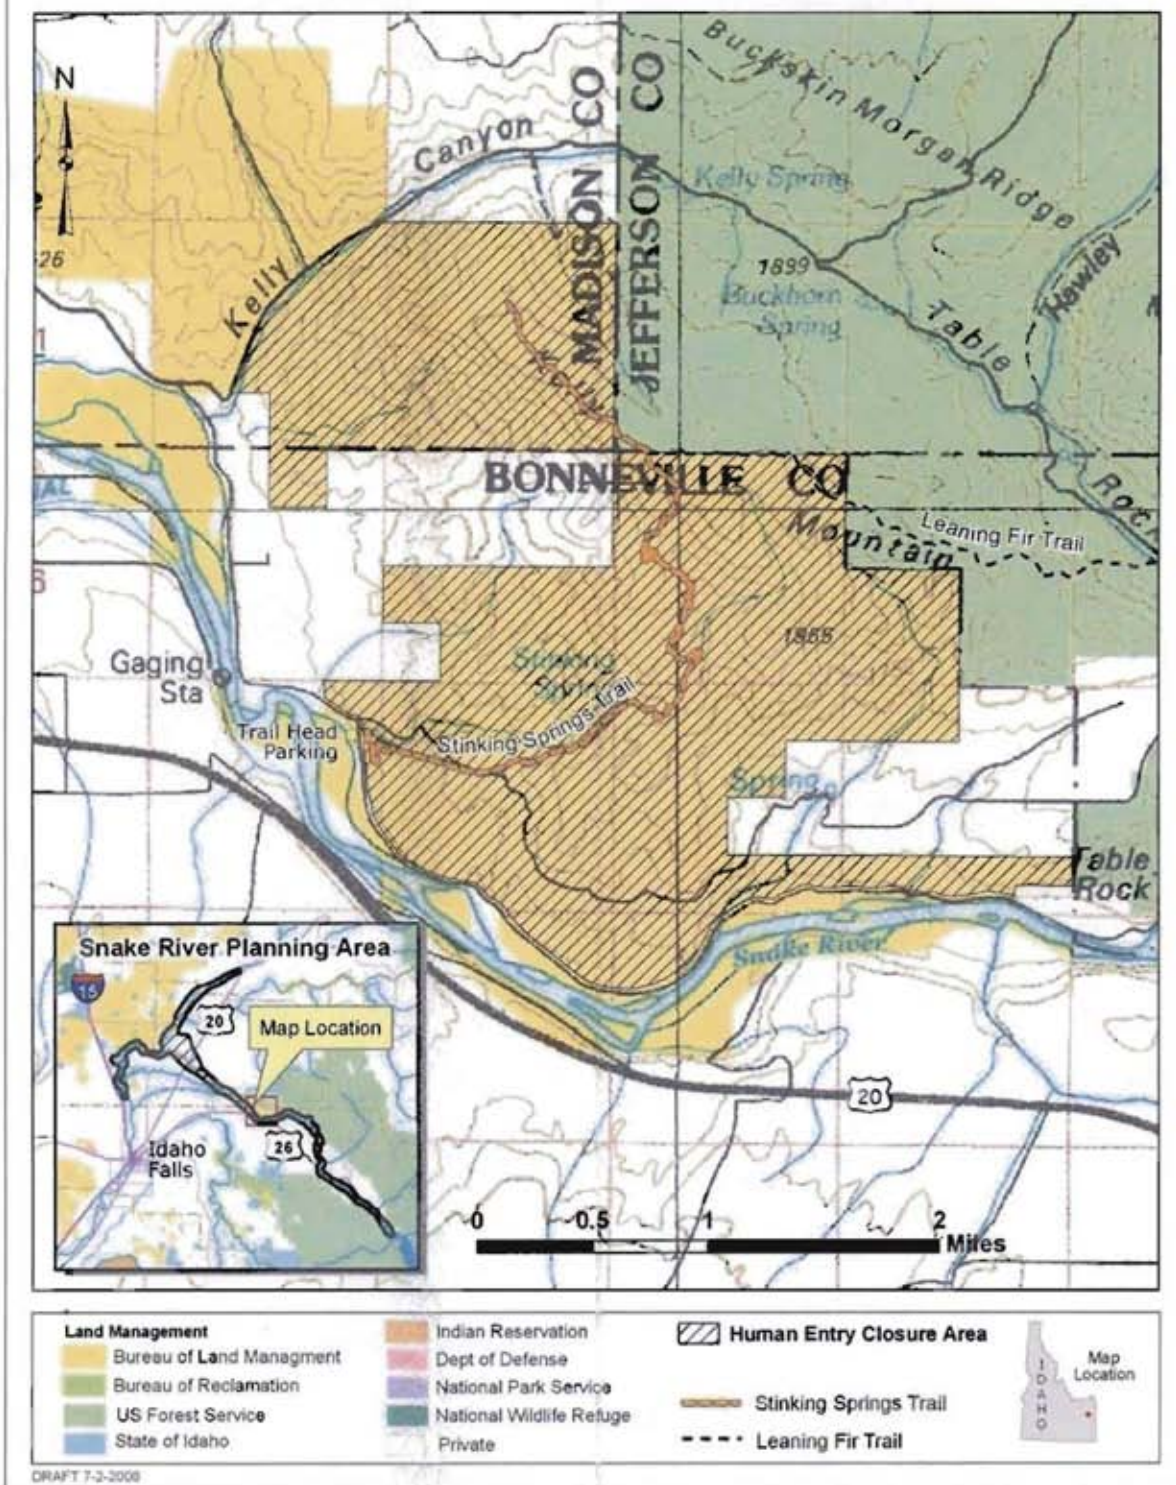 N
Canyon
MADISON CO
JEFFERSON CO
Buckskin Morgan Ridge
Kelly Spring
Kelly
1899
Buckhorn
Spring
Hawley
Table
Rock
26
1
BONNEVILLE CO
Mountain
Leaning Fir Trail
6
1855
Gaging
Sta
Stinking
Spring
Trail Head
Parking
Stinking Springs Trail
Spring
Table
Rock
Snake River
Snake River Planning Area
15
20
Map Location
26
Idaho
Falls
20
0 0.5 1 2
Miles
Land Management
Bureau of Land Managment
Bureau of Reclamation
US Forest Service
State of Idaho
Indian Reservation
Dept of Defense
National Park Service
National Wildlife Refuge
Private
Human Entry Closure Area
Stinking Springs Trail
Leaning Fir Trail
IDAHO
Map
Location
DRAFT 7-2-2008